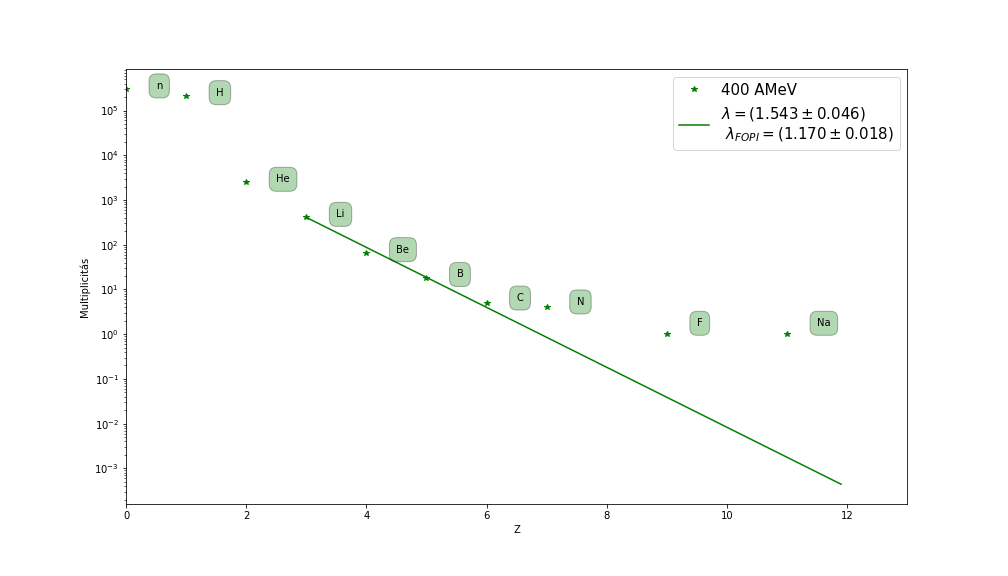 400 AMeV
λ = (1.543 ± 0.046)
λ_FOPI = (1.170 ± 0.018)
n
H
He
Li
Be
B
C
N
F
Na
Multiplicitás
10^5
10^4
10^3
10^2
10^1
10^0
10^−1
10^−2
10^−3
0 2 4 6 8 10 12
Z